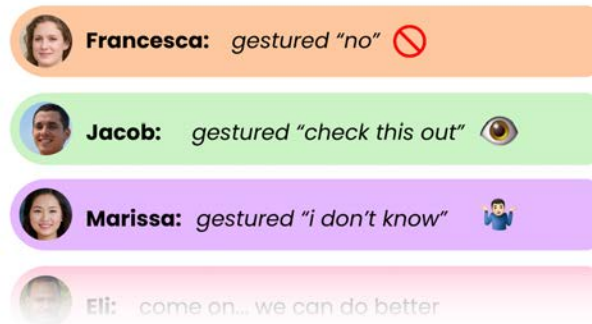 Francesca: gestured “no” 🚫
Jacob: gestured “check this out” 👁️
Marissa: gestured “i don’t know” 🤷🏻‍♂️
Eli: come on... we can do better